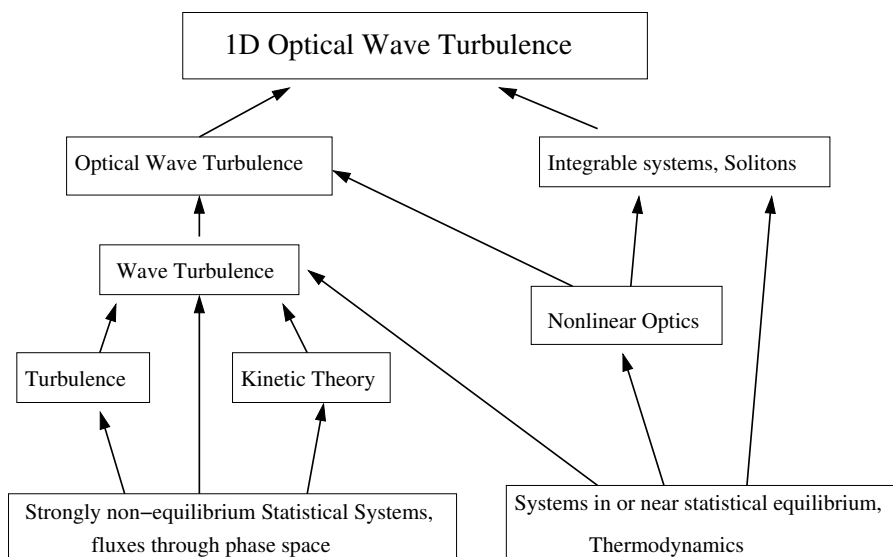 1D Optical Wave Turbulence
Optical Wave Turbulence
Integrable systems, Solitons
Wave Turbulence
Nonlinear Optics
Turbulence
Kinetic Theory
Strongly non−equilibrium Statistical Systems,
fluxes through phase space
Systems in or near statistical equilibrium,
Thermodynamics